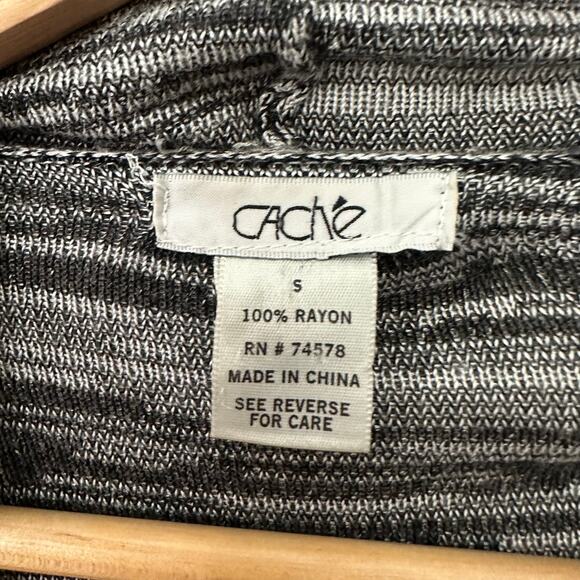 CAChé
S
100% RAYON
RN # 74578
MADE IN CHINA
SEE REVERSE
FOR CARE